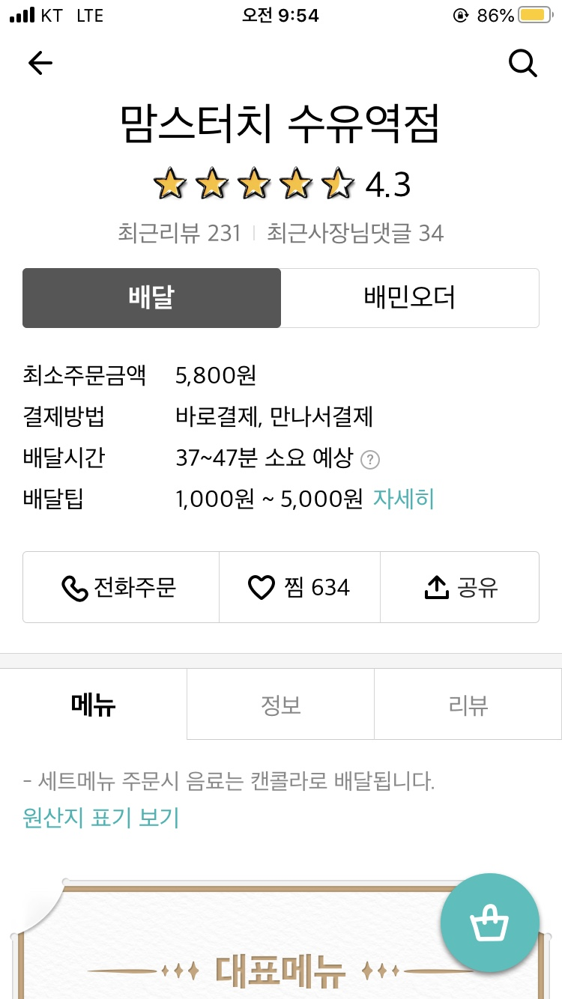 KT LTE 오전 9:54 86%
맘스터치 수유역점
4.3
최근리뷰 231 최근사장님댓글 34
배달 배민오더
최소주문금액 5,800원
결제방법 바로결제, 만나서결제
배달시간 37~47분 소요 예상 ?
배달팁 1,000원 ~ 5,000원 자세히
전화주문 찜 634 공유
메뉴 정보 리뷰
- 세트메뉴 주문시 음료는 캔콜라로 배달됩니다.
원산지 표기 보기
대표메뉴